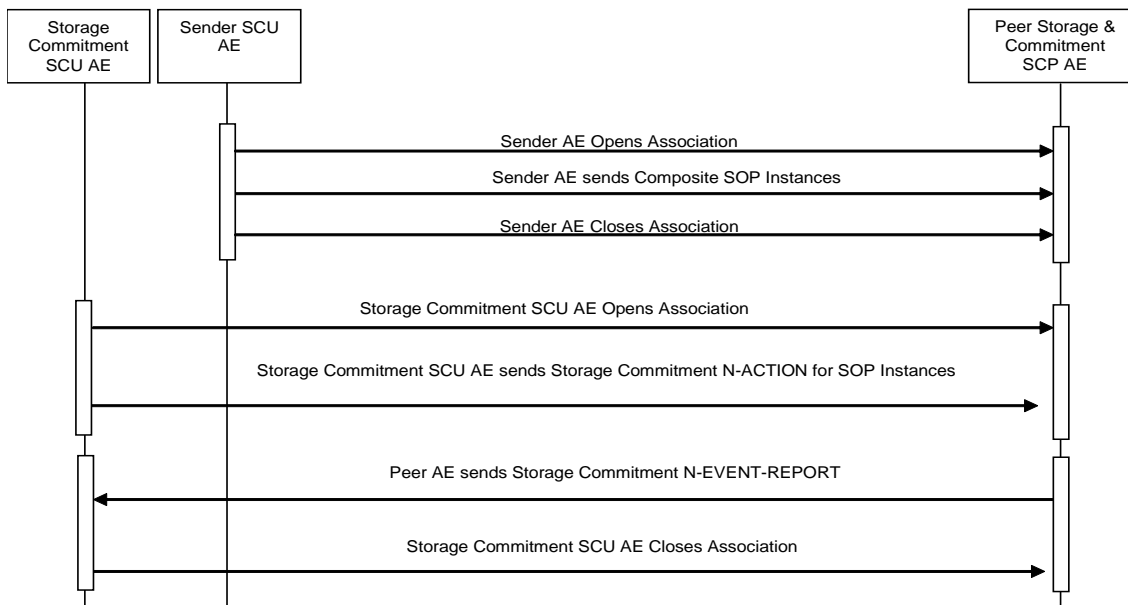 Storage
Commitment
SCU AE
Sender SCU
AE
Peer Storage &
Commitment
SCP AE
Sender AE Opens Association
Sender AE sends Composite SOP Instances
Sender AE Closes Association
Storage Commitment SCU AE Opens Association
Storage Commitment SCU AE sends Storage Commitment N-ACTION for SOP Instances
Peer AE sends Storage Commitment N-EVENT-REPORT
Storage Commitment SCU AE Closes Association